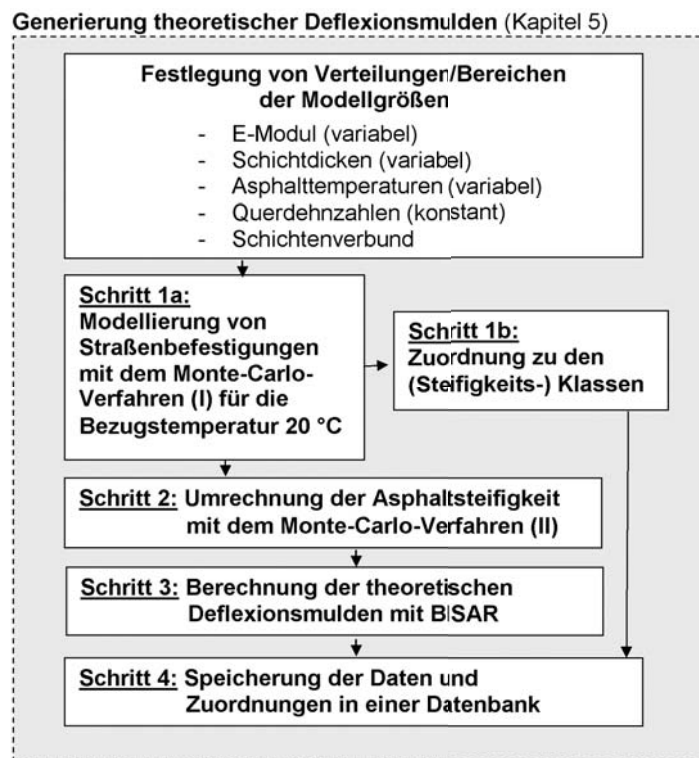 Generierung theoretischer Deflexionsmulden (Kapitel 5)
Festlegung von Verteilungen/Bereichen
der Modellgrößen
- E-Modul (variabel)
- Schichtdicken (variabel)
- Asphalttemperaturen (variabel)
- Querdehnzahlen (konstant)
- Schichtenverbund
Schritt 1a:
Modellierung von
Straßenbefestigungen
mit dem Monte-Carlo-
Verfahren (I) für die
Bezugstemperatur 20 °C
Schritt 1b:
Zuordnung zu den
(Steifigkeits-) Klassen
Schritt 2: Umrechnung der Asphaltsteifigkeit
mit dem Monte-Carlo-Verfahren (II)
Schritt 3: Berechnung der theoretischen
Deflexionsmulden mit BISAR
Schritt 4: Speicherung der Daten und
Zuordnungen in einer Datenbank